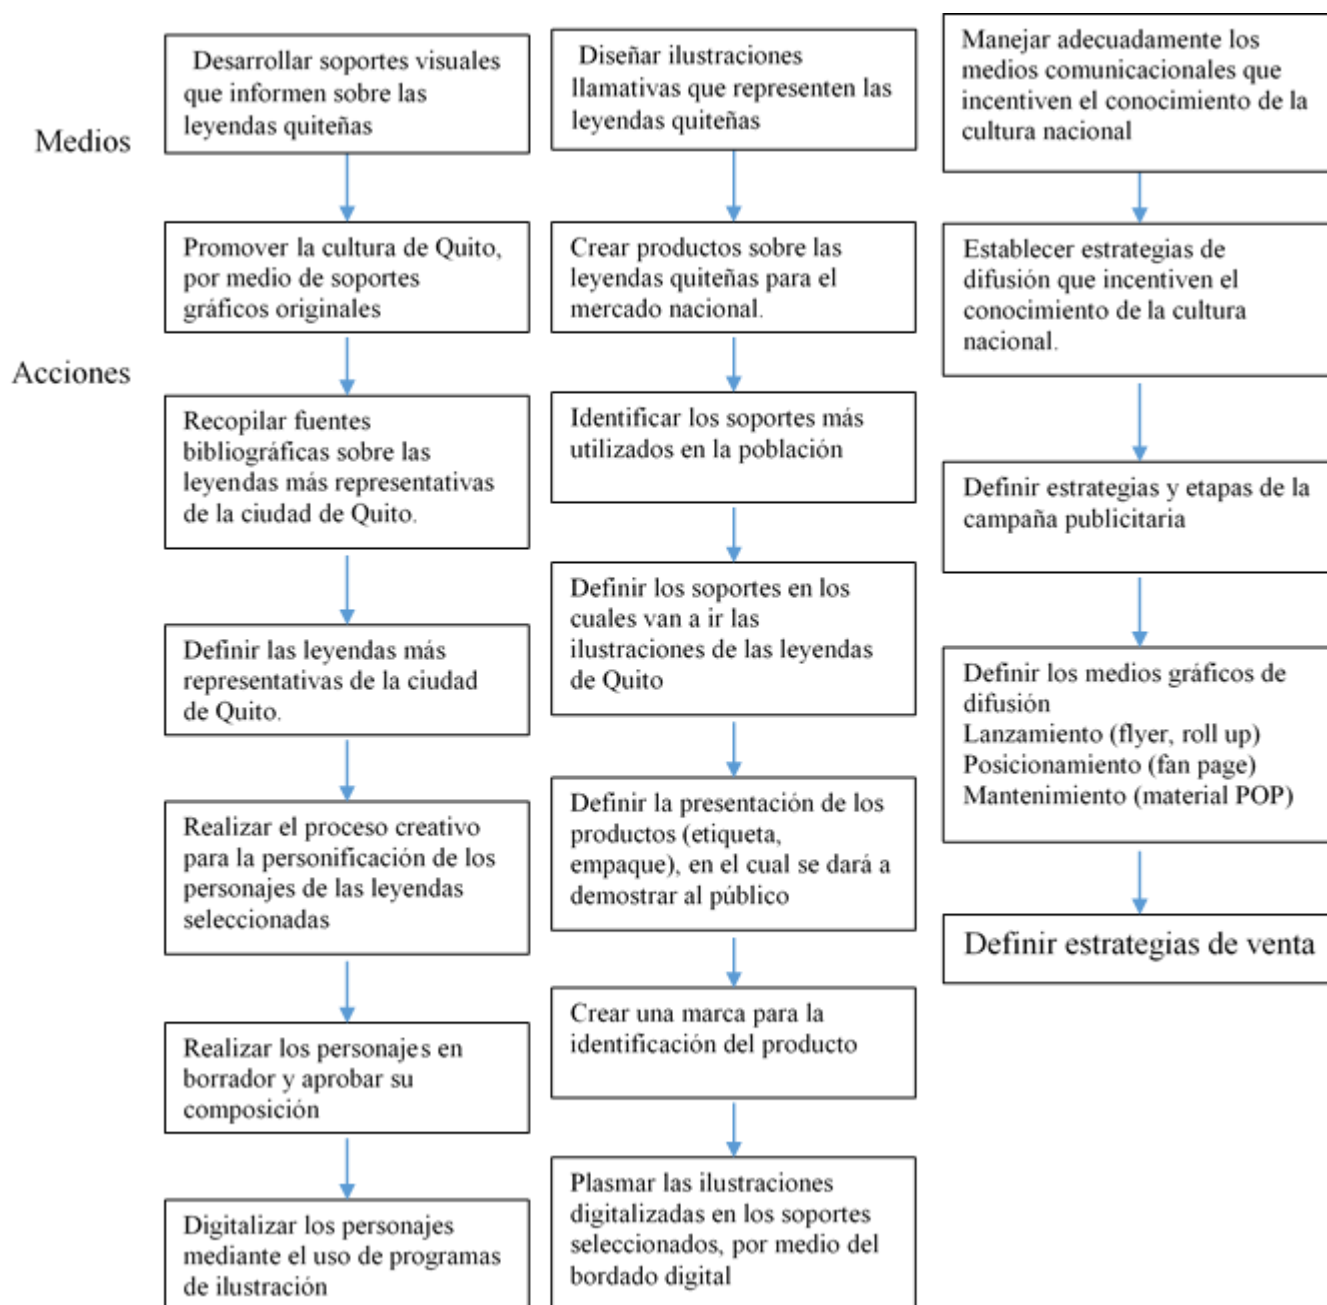 Medios
Desarrollar soportes visuales
que informen sobre las
leyendas quiteñas
Diseñar ilustraciones
llamativas que representen las
leyendas quiteñas
Manejar adecuadamente los
medios comunicacionales que
incentiven el conocimiento de la
cultura nacional
Acciones
Promover la cultura de Quito,
por medio de soportes
gráficos originales
Crear productos sobre las
leyendas quiteñas para el
mercado nacional.
Establecer estrategias de
difusión que incentiven el
conocimiento de la cultura
nacional.
Recopilar fuentes
bibliográficas sobre las
leyendas más representativas
de la ciudad de Quito.
Identificar los soportes más
utilizados en la población
Definir estrategias y etapas de la
campaña publicitaria
Definir las leyendas más
representativas de la ciudad
de Quito.
Definir los soportes en los
cuales van a ir las
ilustraciones de las leyendas
de Quito
Definir los medios gráficos de
difusión
Lanzamiento (flyer, roll up)
Posicionamiento (fan page)
Mantenimiento (material POP)
Realizar el proceso creativo
para la personificación de los
personajes de las leyendas
seleccionadas
Definir la presentación de los
productos (etiqueta,
empaque), en el cual se dará a
demostrar al público
Definir estrategias de venta
Realizar los personajes en
borrador y aprobar su
composición
Crear una marca para la
identificación del producto
Digitalizar los personajes
mediante el uso de programas
de ilustración
Plasmar las ilustraciones
digitalizadas en los soportes
seleccionados, por medio del
bordado digital